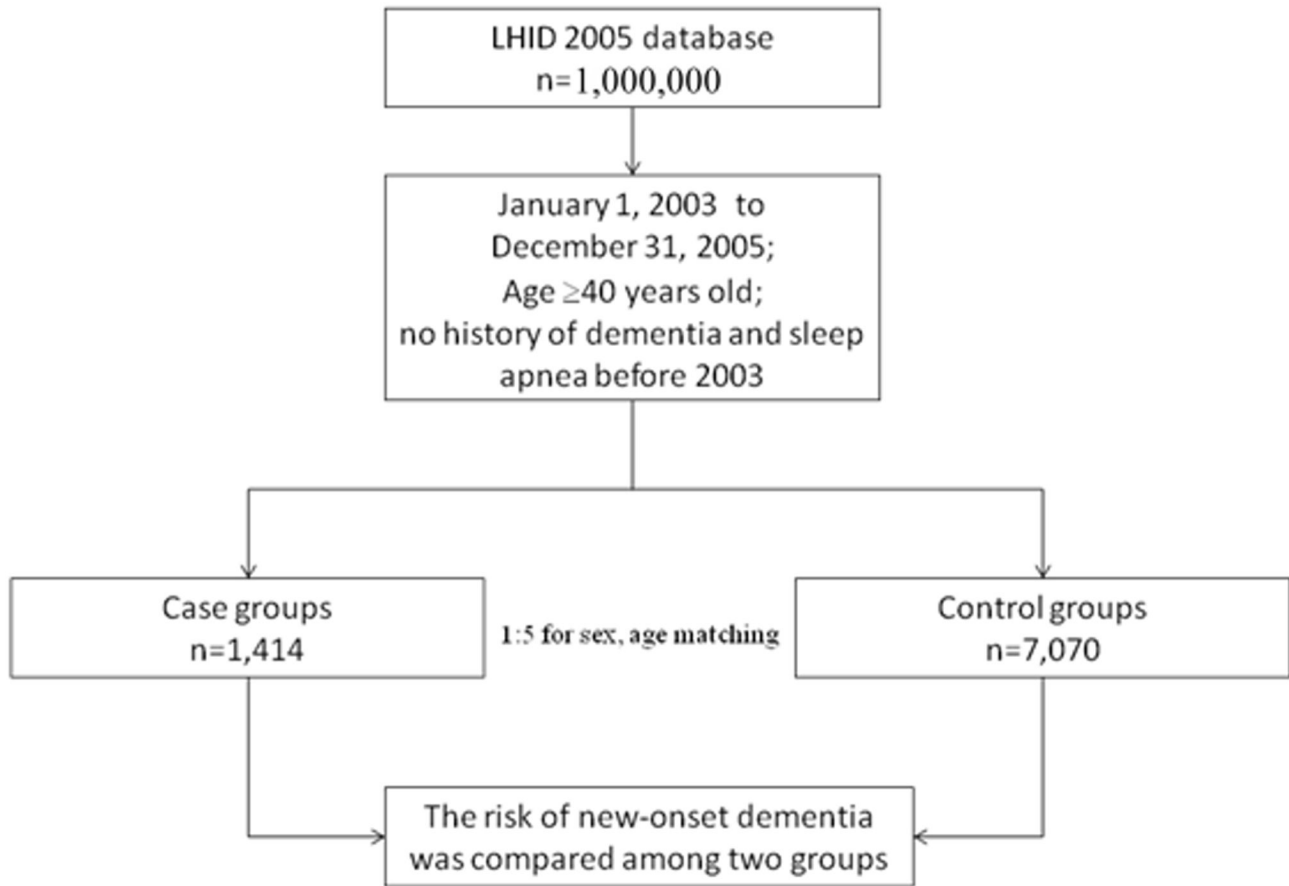 LHID 2005 database
n=1,000,000
January 1, 2003 to
December 31, 2005;
Age ≥40 years old;
no history of dementia and sleep
apnea before 2003
Case groups
n=1,414
1:5 for sex, age matching
Control groups
n=7,070
The risk of new-onset dementia
was compared among two groups